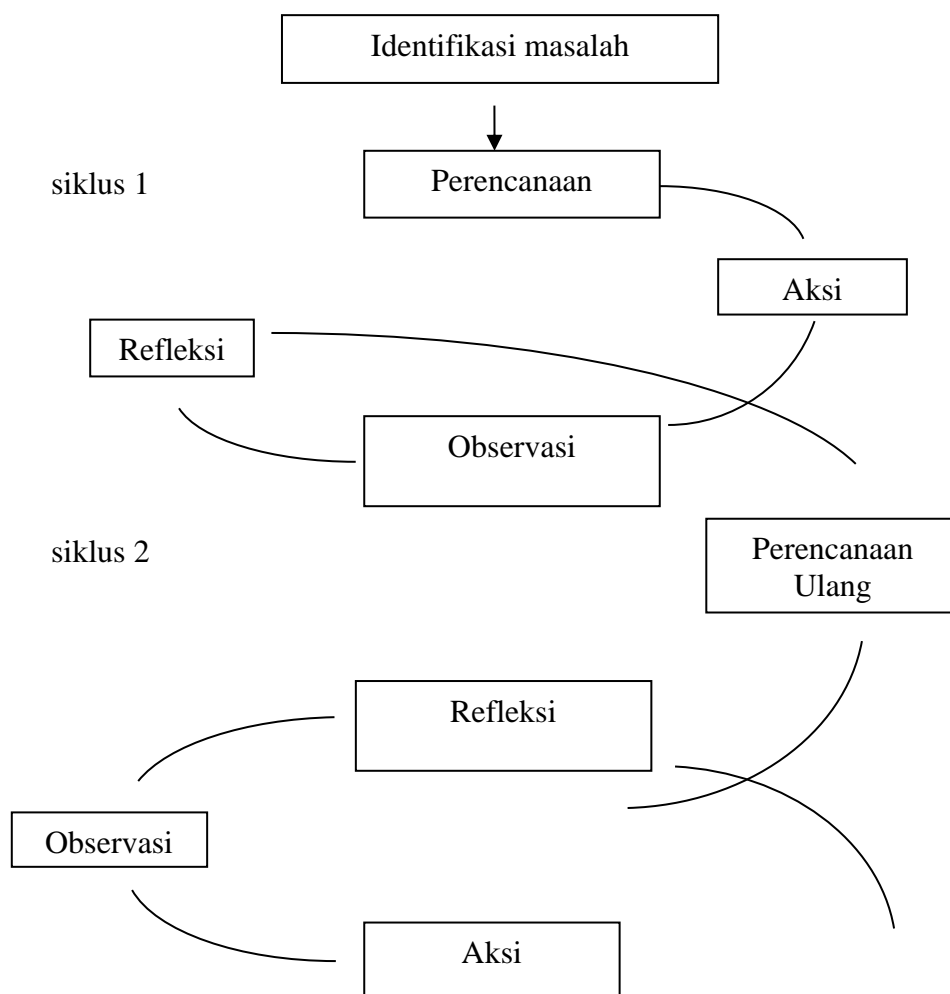 Identifikasi masalah
siklus 1
Perencanaan
Aksi
Refleksi
Observasi
siklus 2
Perencanaan
Ulang
Refleksi
Observasi
Aksi